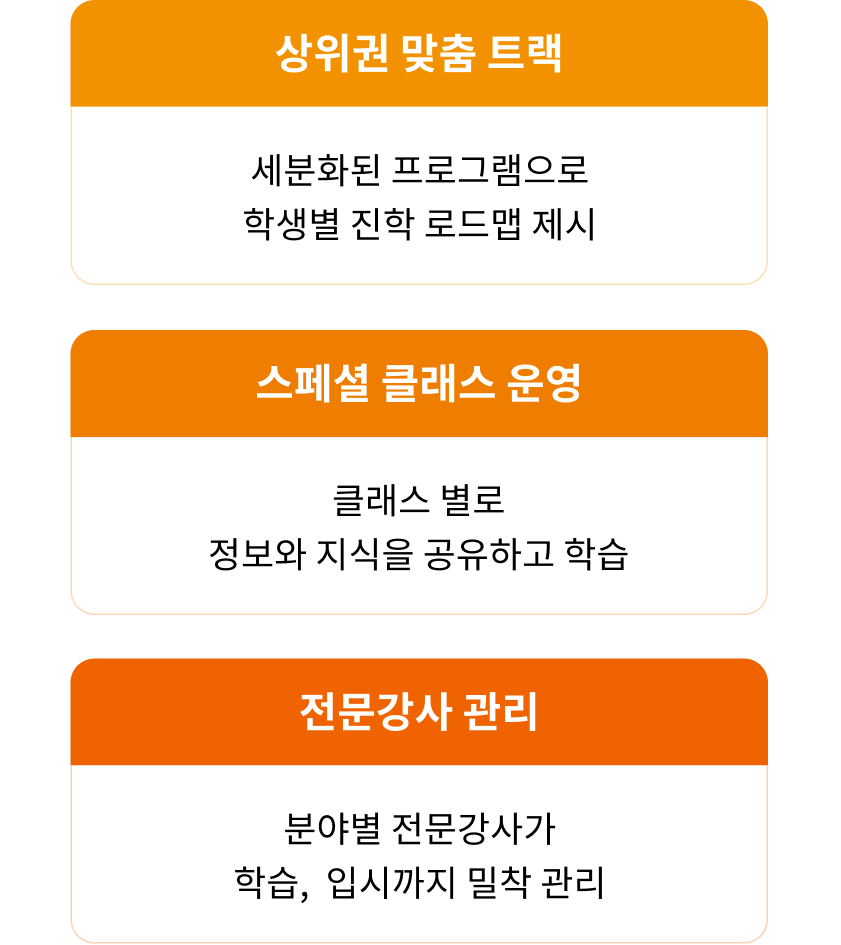 상위권 맞춤 트랙
세분화된 프로그램으로
학생별 진학 로드맵 제시
스페셜 클래스 운영
클래스 별로
정보와 지식을 공유하고 학습
전문강사 관리
분야별 전문강사가
학습, 입시까지 밀착 관리